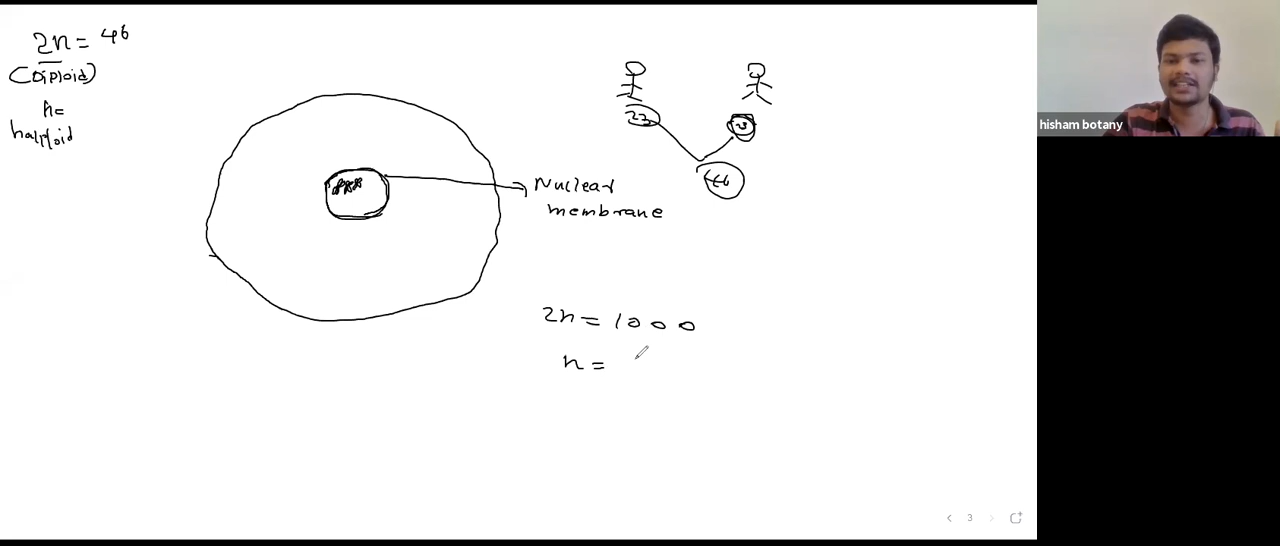 2n = 46
(Diploid)
n=
haploid
23
23
46
Nuclear
membrane
2n = 1000
n =
hisham botany
3